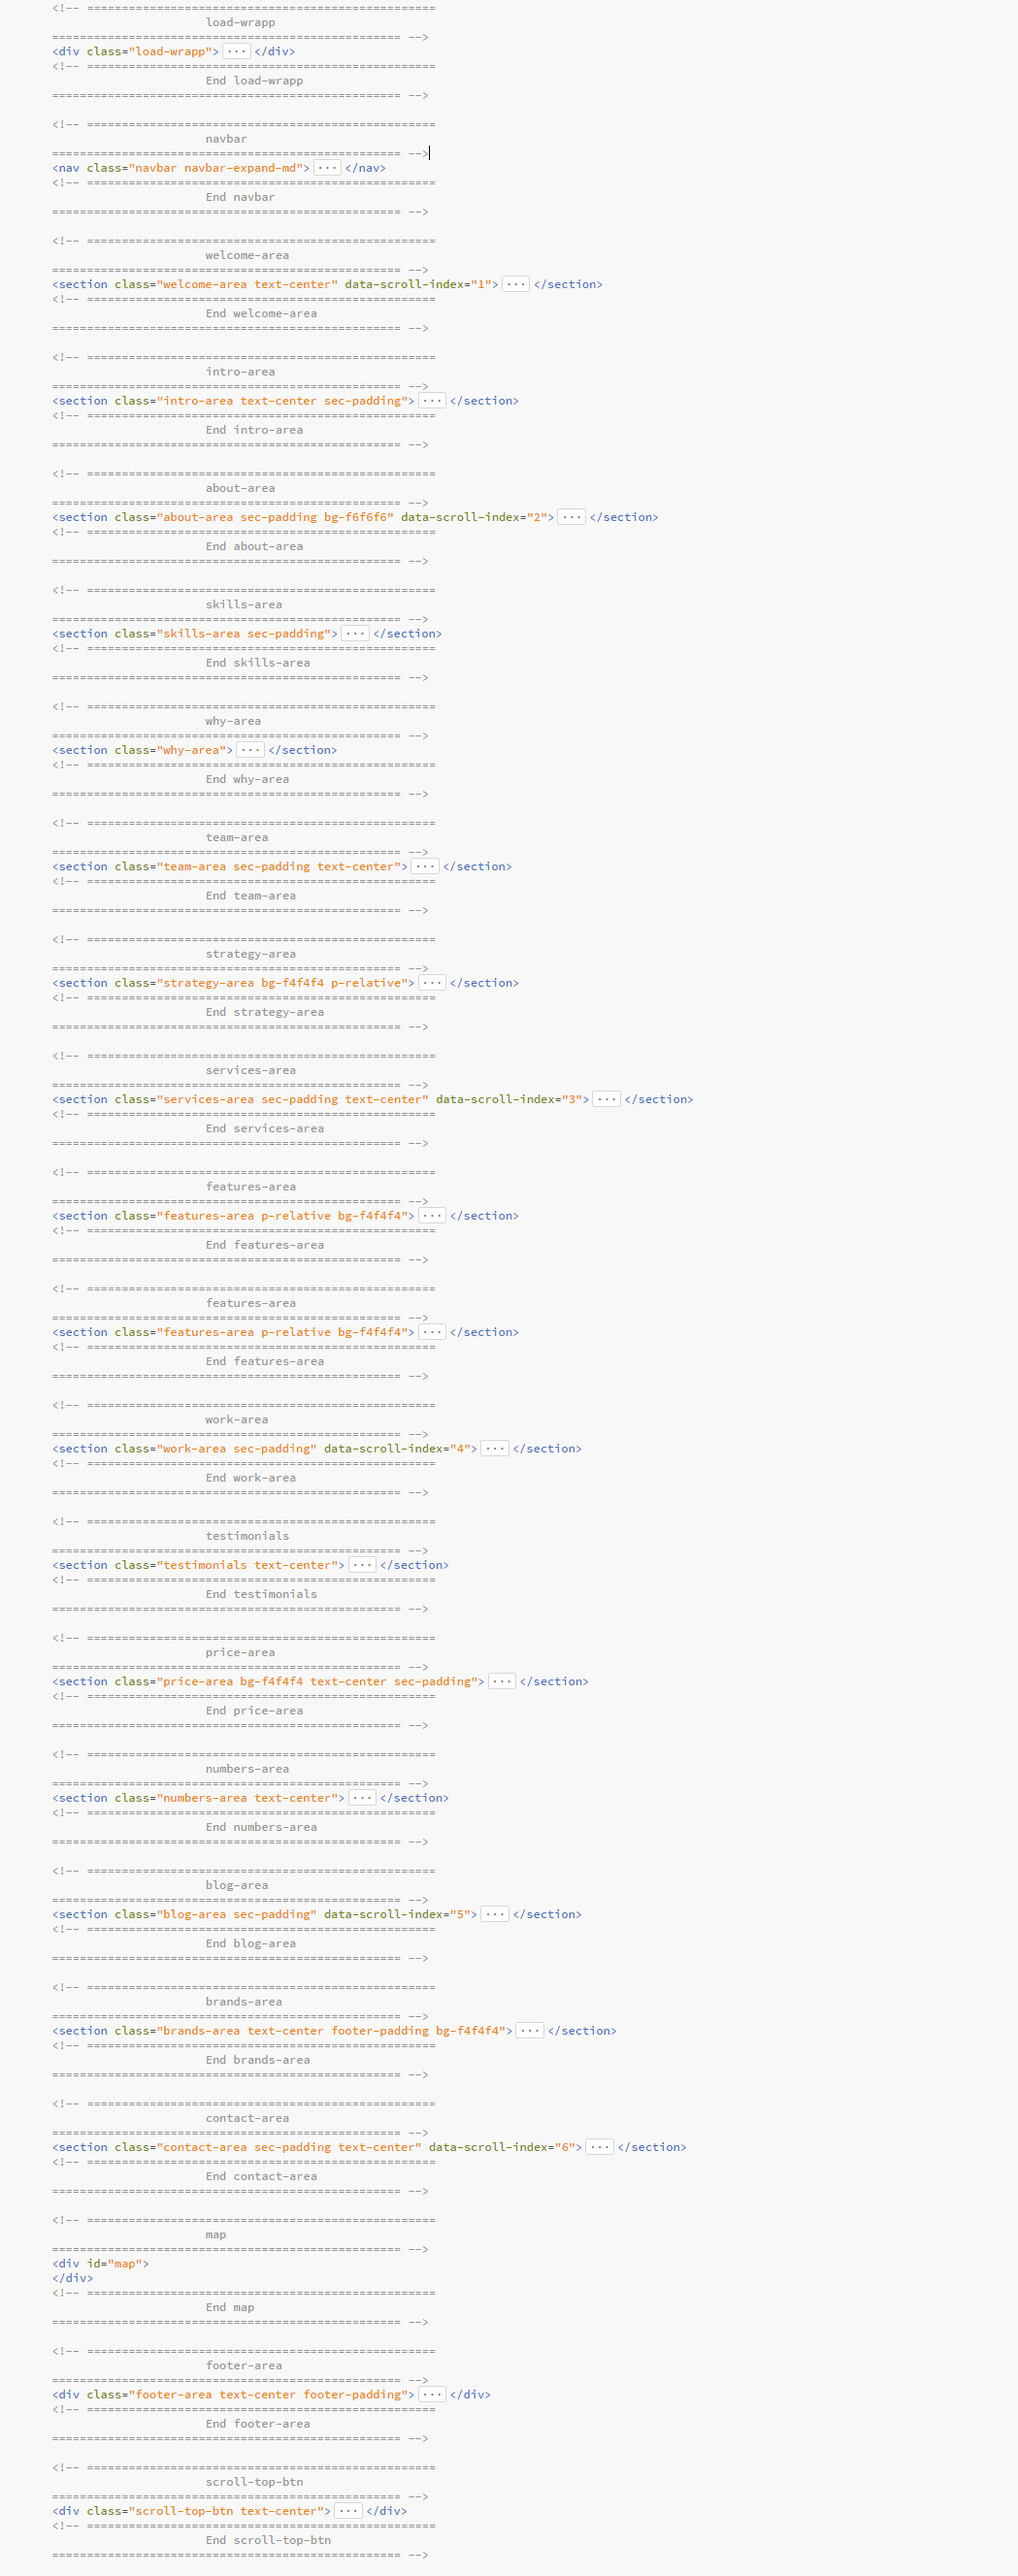 <!-- ==================================================
load-wrapp
================================================== -->
<div class="load-wrapp"> ... </div>
<!-- ==================================================
End load-wrapp
================================================== -->
<!-- ==================================================
navbar
================================================== -->
<nav class="navbar navbar-expand-md"> ... </nav>
<!-- ==================================================
End navbar
================================================== -->
<!-- ==================================================
welcome-area
================================================== -->
<section class="welcome-area text-center" data-scroll-index="1"> ... </section>
<!-- ==================================================
End welcome-area
================================================== -->
<!-- ==================================================
intro-area
================================================== -->
<section class="intro-area text-center sec-padding"> ... </section>
<!-- ==================================================
End intro-area
================================================== -->
<!-- ==================================================
about-area
================================================== -->
<section class="about-area sec-padding bg-f6f6f6" data-scroll-index="2"> ... </section>
<!-- ==================================================
End about-area
================================================== -->
<!-- ==================================================
skills-area
================================================== -->
<section class="skills-area sec-padding"> ... </section>
<!-- ==================================================
End skills-area
================================================== -->
<!-- ==================================================
why-area
================================================== -->
<section class="why-area"> ... </section>
<!-- ==================================================
End why-area
================================================== -->
<!-- ==================================================
team-area
================================================== -->
<section class="team-area sec-padding text-center"> ... </section>
<!-- ==================================================
End team-area
================================================== -->
<!-- ==================================================
strategy-area
================================================== -->
<section class="strategy-area bg-f4f4f4 p-relative"> ... </section>
<!-- ==================================================
End strategy-area
================================================== -->
<!-- ==================================================
services-area
================================================== -->
<section class="services-area sec-padding text-center" data-scroll-index="3"> ... </section>
<!-- ==================================================
End services-area
================================================== -->
<!-- ==================================================
features-area
================================================== -->
<section class="features-area p-relative bg-f4f4f4"> ... </section>
<!-- ==================================================
End features-area
================================================== -->
<!-- ==================================================
features-area
================================================== -->
<section class="features-area p-relative bg-f4f4f4"> ... </section>
<!-- ==================================================
End features-area
================================================== -->
<!-- ==================================================
work-area
================================================== -->
<section class="work-area sec-padding" data-scroll-index="4"> ... </section>
<!-- ==================================================
End work-area
================================================== -->
<!-- ==================================================
testimonials
================================================== -->
<section class="testimonials text-center"> ... </section>
<!-- ==================================================
End testimonials
================================================== -->
<!-- ==================================================
price-area
================================================== -->
<section class="price-area bg-f4f4f4 text-center sec-padding"> ... </section>
<!-- ==================================================
End price-area
================================================== -->
<!-- ==================================================
numbers-area
================================================== -->
<section class="numbers-area text-center"> ... </section>
<!-- ==================================================
End numbers-area
================================================== -->
<!-- ==================================================
blog-area
================================================== -->
<section class="blog-area sec-padding" data-scroll-index="5"> ... </section>
<!-- ==================================================
End blog-area
================================================== -->
<!-- ==================================================
brands-area
================================================== -->
<section class="brands-area text-center footer-padding bg-f4f4f4"> ... </section>
<!-- ==================================================
End brands-area
================================================== -->
<!-- ==================================================
contact-area
================================================== -->
<section class="contact-area sec-padding text-center" data-scroll-index="6"> ... </section>
<!-- ==================================================
End contact-area
================================================== -->
<!-- ==================================================
map
================================================== -->
<div id="map">
</div>
<!-- ==================================================
End map
================================================== -->
<!-- ==================================================
footer-area
================================================== -->
<div class="footer-area text-center footer-padding"> ... </div>
<!-- ==================================================
End footer-area
================================================== -->
<!-- ==================================================
scroll-top-btn
================================================== -->
<div class="scroll-top-btn text-center"> ... </div>
<!-- ==================================================
End scroll-top-btn
================================================== -->